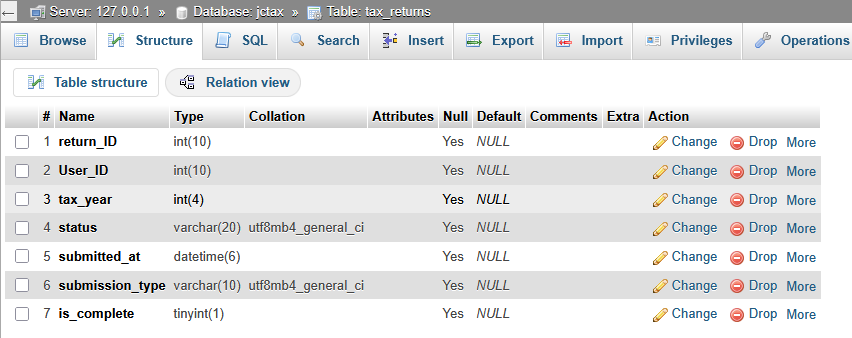 ← Server: 127.0.0.1 » Database: jctax » Table: tax_returns
Browse Structure SQL Search Insert Export Import Privileges Operations
Table structure Relation view
# Name Type Collation Attributes Null Default Comments Extra Action
1 return_ID int(10) Yes NULL Change Drop More
2 User_ID int(10) Yes NULL Change Drop More
3 tax_year int(4) Yes NULL Change Drop More
4 status varchar(20) utf8mb4_general_ci Yes NULL Change Drop More
5 submitted_at datetime(6) Yes NULL Change Drop More
6 submission_type varchar(10) utf8mb4_general_ci Yes NULL Change Drop More
7 is_complete tinyint(1) Yes NULL Change Drop More